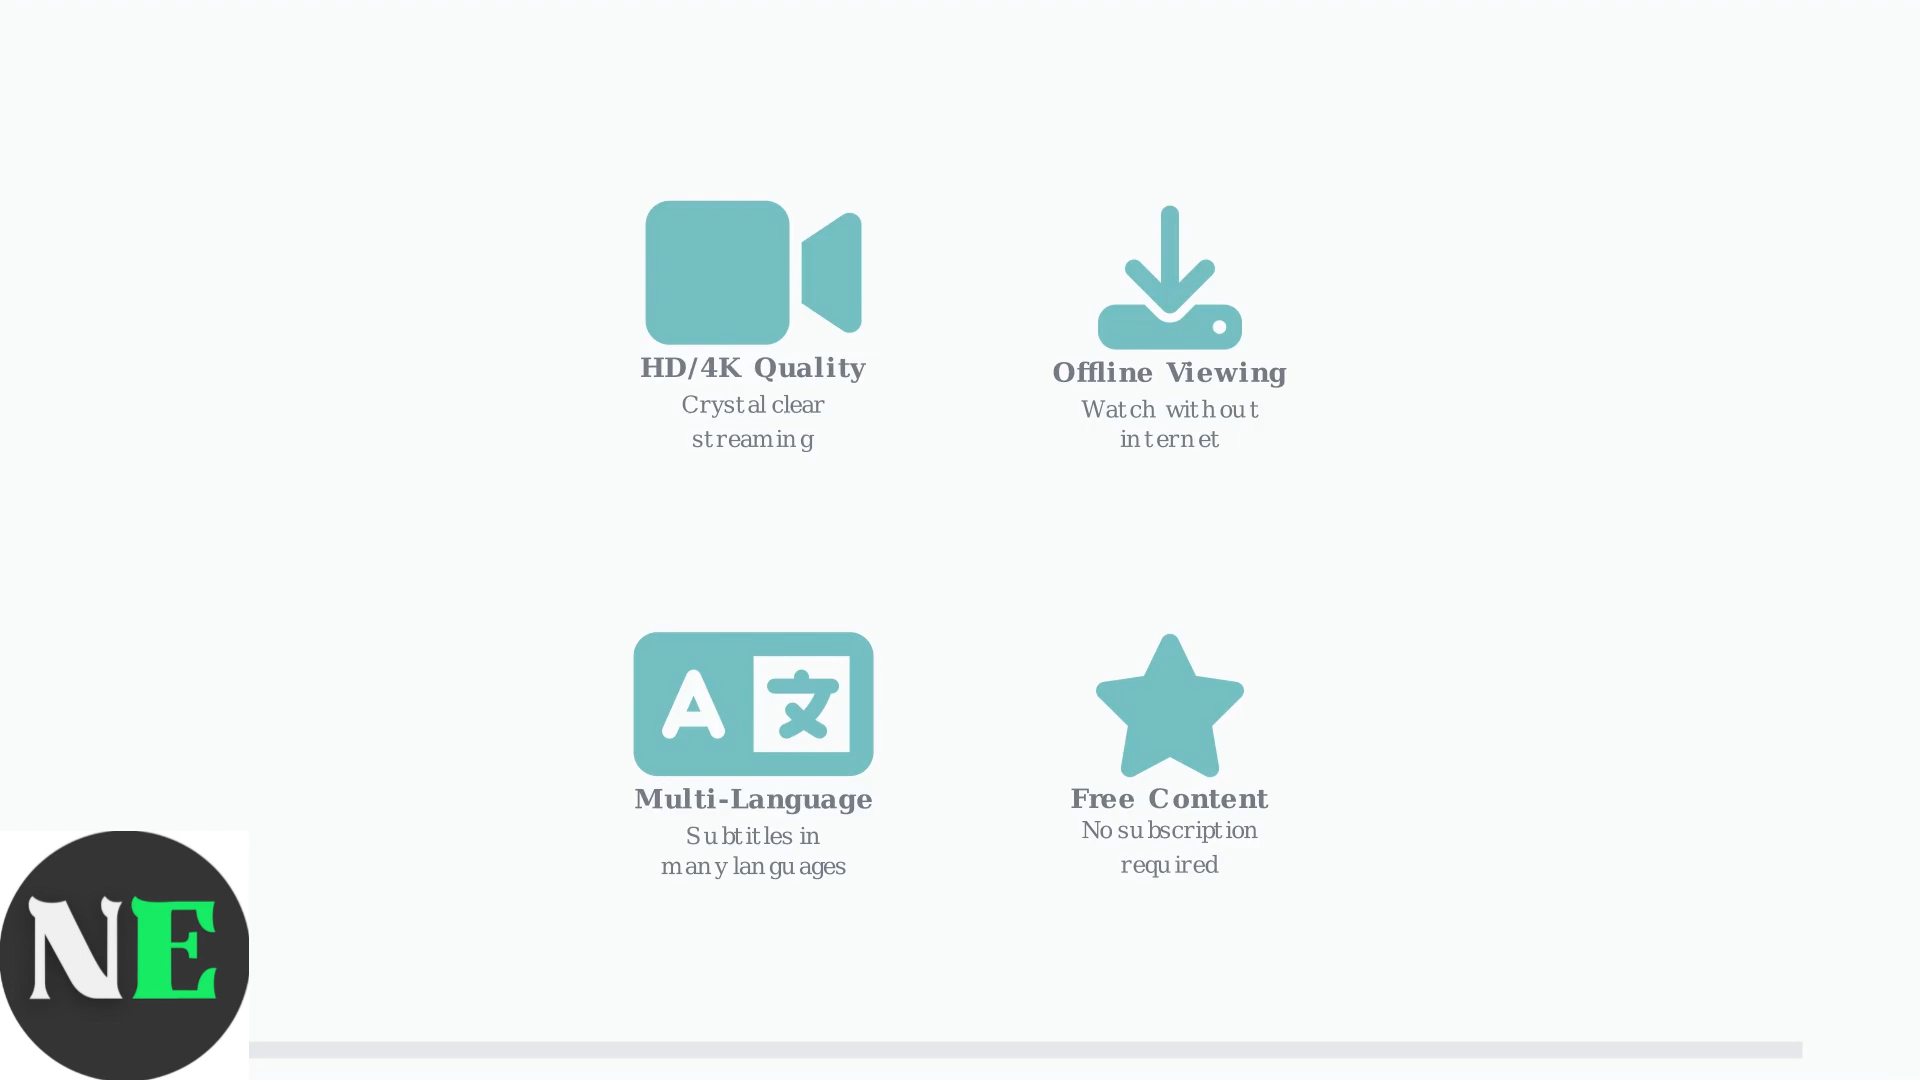 HD/4K Quality
Crystal clear
streaming
Offline Viewing
Watch without
internet
A 文
Multi-Language
Subtitles in
many languages
Free Content
No subscription
required
NE